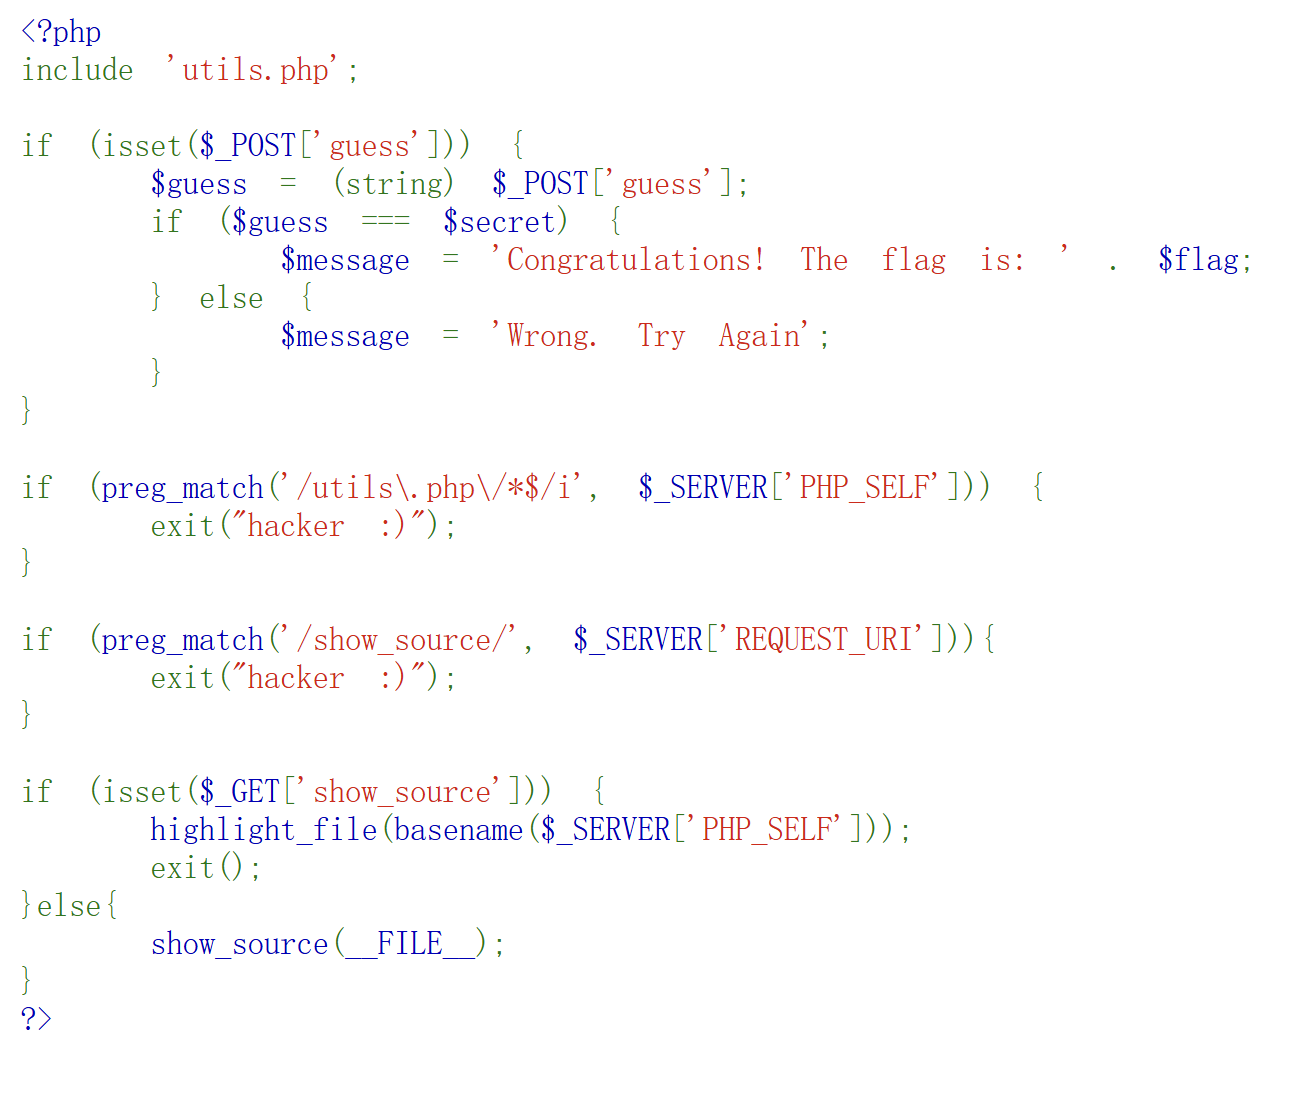 <?php
include 'utils.php';
if (isset($_POST['guess'])) {
$guess = (string) $_POST['guess'];
if ($guess === $secret) {
$message = 'Congratulations! The flag is: ' . $flag;
} else {
$message = 'Wrong. Try Again';
}
}
if (preg_match('/utils\.php\/*$/i', $_SERVER['PHP_SELF'])) {
exit("hacker :)");
}
if (preg_match('/show_source/', $_SERVER['REQUEST_URI'])){
exit("hacker :)");
}
if (isset($_GET['show_source'])) {
highlight_file(basename($_SERVER['PHP_SELF']));
exit();
}else{
show_source(__FILE__);
}
?>